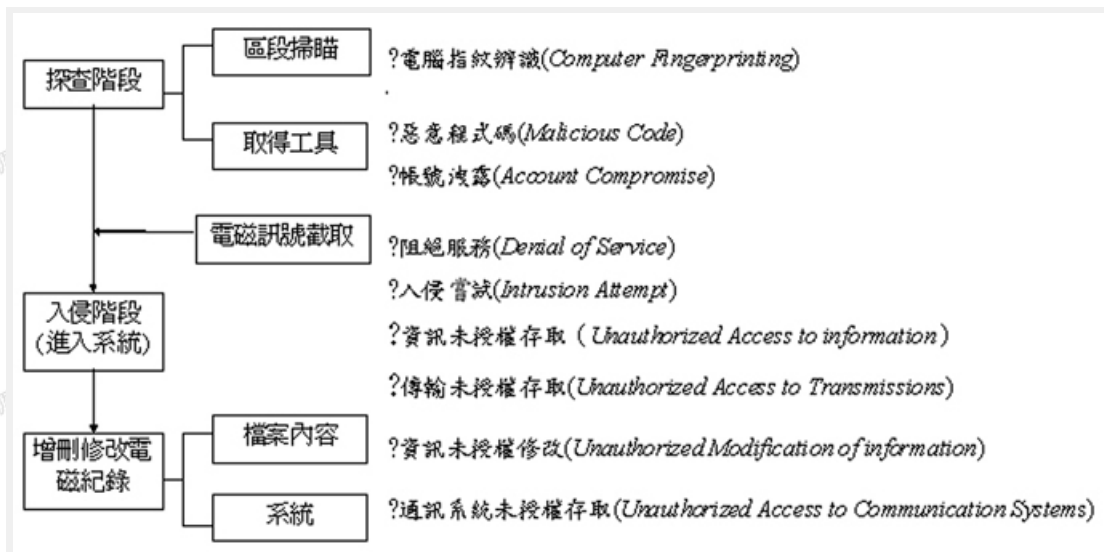 區段掃瞄
?電腦指紋辨識(Computer Fingerprinting)
探查階段
.
取得工具
?惡意程式碼(Malicious Code)
?帳號洩露(Account Compromise)
電磁訊號截取
?阻絕服務(Denial of Service)
入侵階段
(進入系統)
?入侵嘗試(Intrusion Attempt)
?資訊未授權存取 ( Unauthorized Access to information)
?傳輸未授權存取(Unauthorized Access to Transmissions)
增刪修改電
磁紀錄
檔案內容
?資訊未授權修改(Unauthorized Modification of information)
系統
?通訊系統未授權存取(Unauthorized Access to Communication Systems)